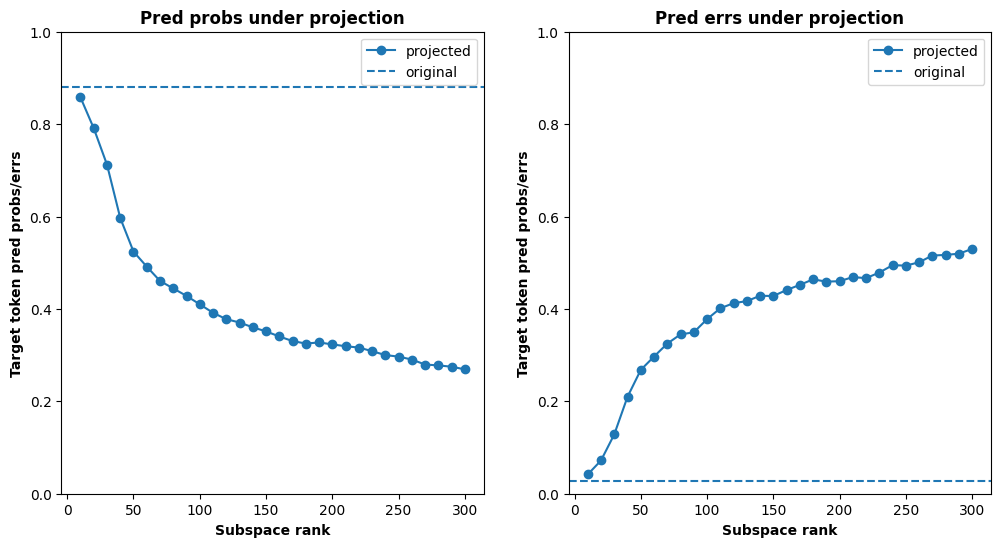 Pred probs under projection
1.0
0.8
0.6
0.4
0.2
0.0
Target token pred probs/errs
projected
original
0 50 100 150 200 250 300
Subspace rank
Pred errs under projection
1.0
0.8
0.6
0.4
0.2
0.0
Target token pred probs/errs
projected
original
0 50 100 150 200 250 300
Subspace rank